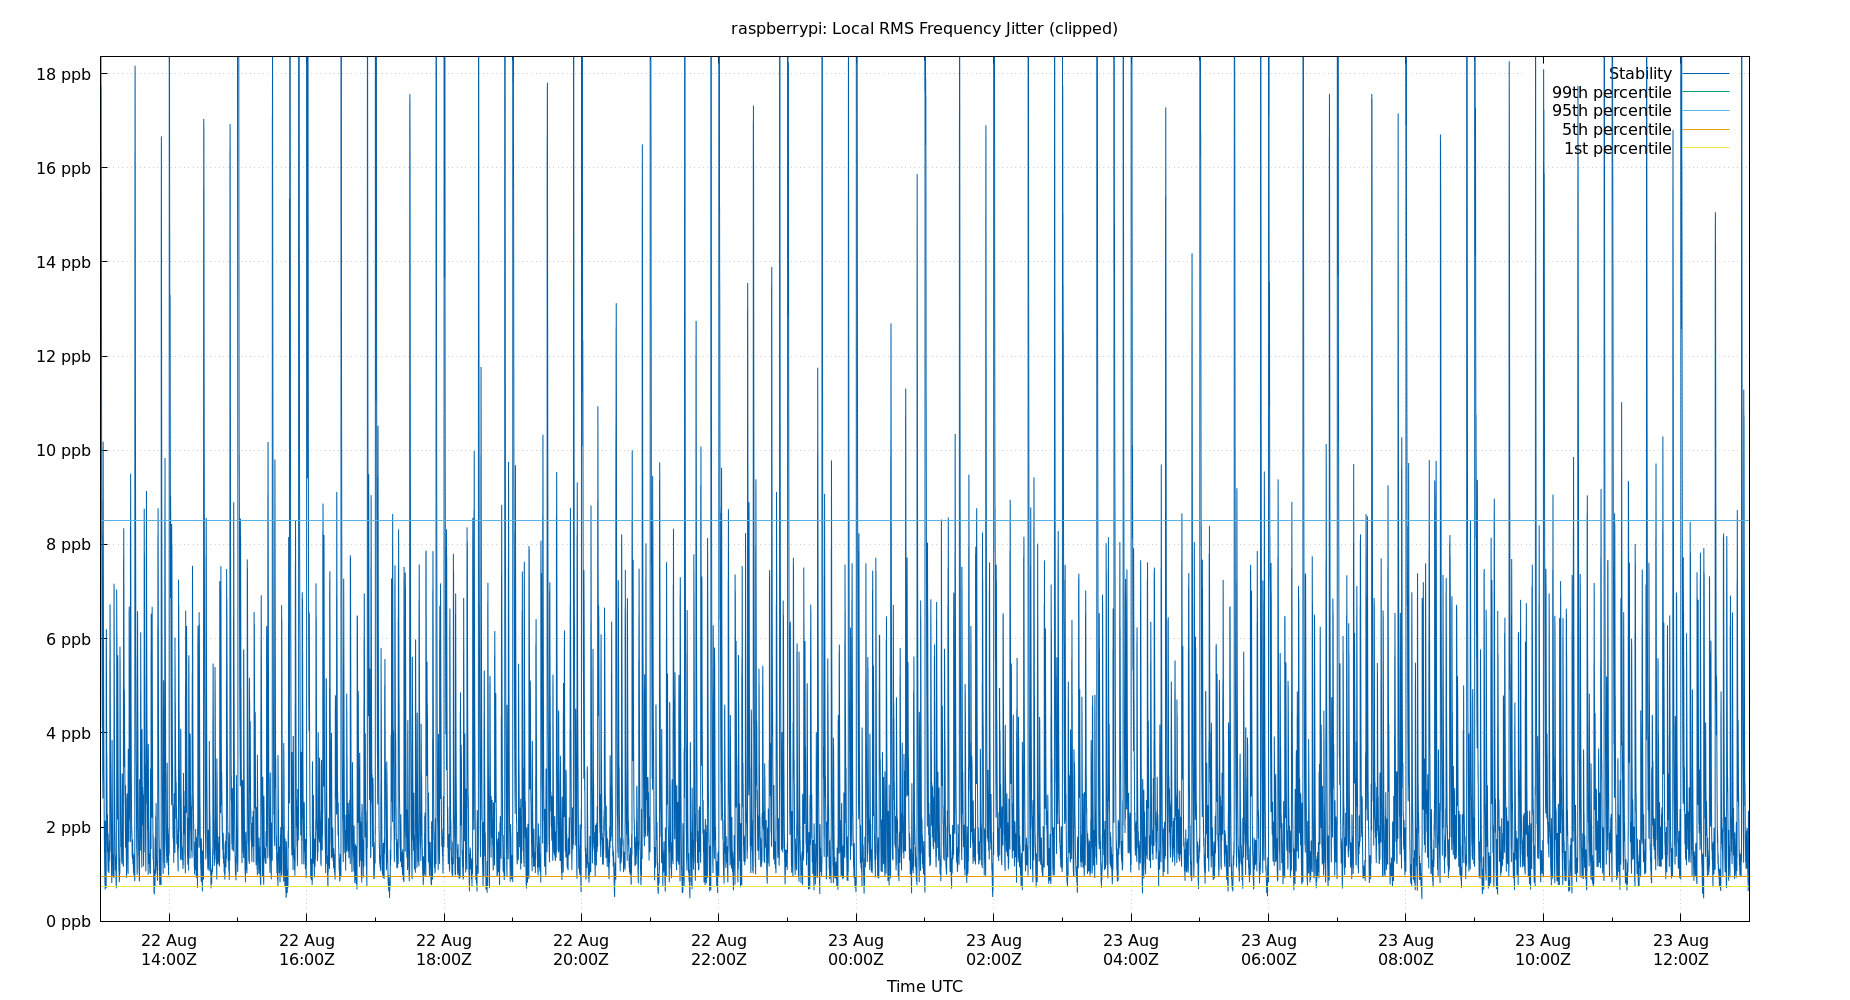 raspberrypi: Local RMS Frequency Jitter (clipped)
18 ppb
16 ppb
14 ppb
12 ppb
10 ppb
8 ppb
6 ppb
4 ppb
2 ppb
0 ppb
Stability
99th percentile
95th percentile
5th percentile
1st percentile
22 Aug 22 Aug 22 Aug 22 Aug 22 Aug 23 Aug 23 Aug 23 Aug 23 Aug 23 Aug 23 Aug 23 Aug
14:00Z 16:00Z 18:00Z 20:00Z 22:00Z 00:00Z 02:00Z 04:00Z 06:00Z 08:00Z 10:00Z 12:00Z
Time UTC